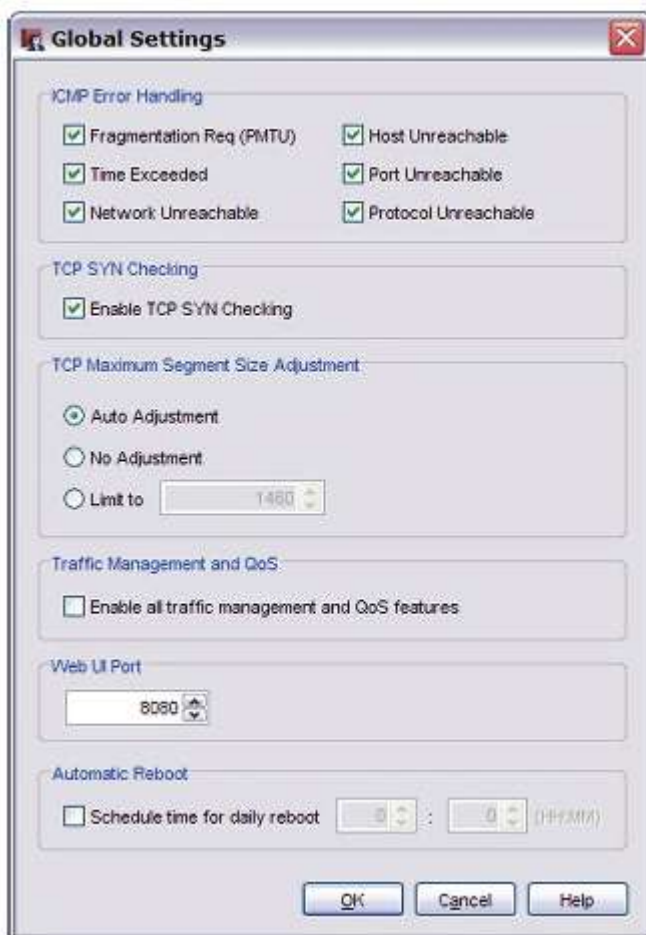 Global Settings
ICMP Error Handling
Fragmentation Req (PMTU)
Host Unreachable
Time Exceeded
Port Unreachable
Network Unreachable
Protocol Unreachable
TCP SYN Checking
Enable TCP SYN Checking
TCP Maximum Segment Size Adjustment
Auto Adjustment
No Adjustment
Limit to 1460
Traffic Management and QoS
Enable all traffic management and QoS features
Web UI Port
8080
Automatic Reboot
Schedule time for daily reboot 0 : 0 (HH:MM)
OK Cancel Help